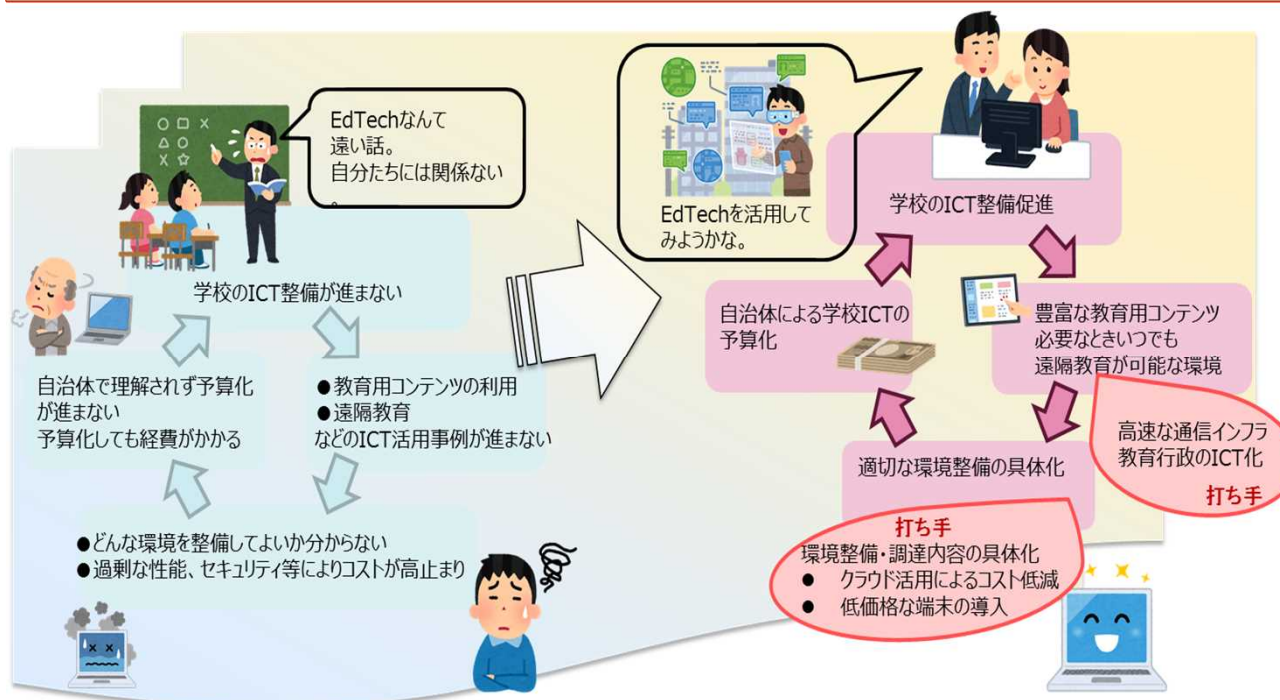 EdTechなんて
遠い話。
自分たちには関係ない
。
学校のICT整備が進まない
●教育用コンテンツの利用
●遠隔教育
などのICT活用事例が進まない
●どんな環境を整備してよいか分からない
●過剰な性能、セキュリティ等によりコストが高止まり
自治体で理解されず予算化
が進まない
予算化しても経費がかかる
EdTechを活用して
みようかな。
学校のICT整備促進
豊富な教育用コンテンツ
必要なときいつでも
遠隔教育が可能な環境
高速な通信インフラ
教育行政のICT化
打ち手
適切な環境整備の具体化
打ち手
環境整備・調達内容の具体化
● クラウド活用によるコスト低減
● 低価格な端末の導入
自治体による学校ICTの
予算化